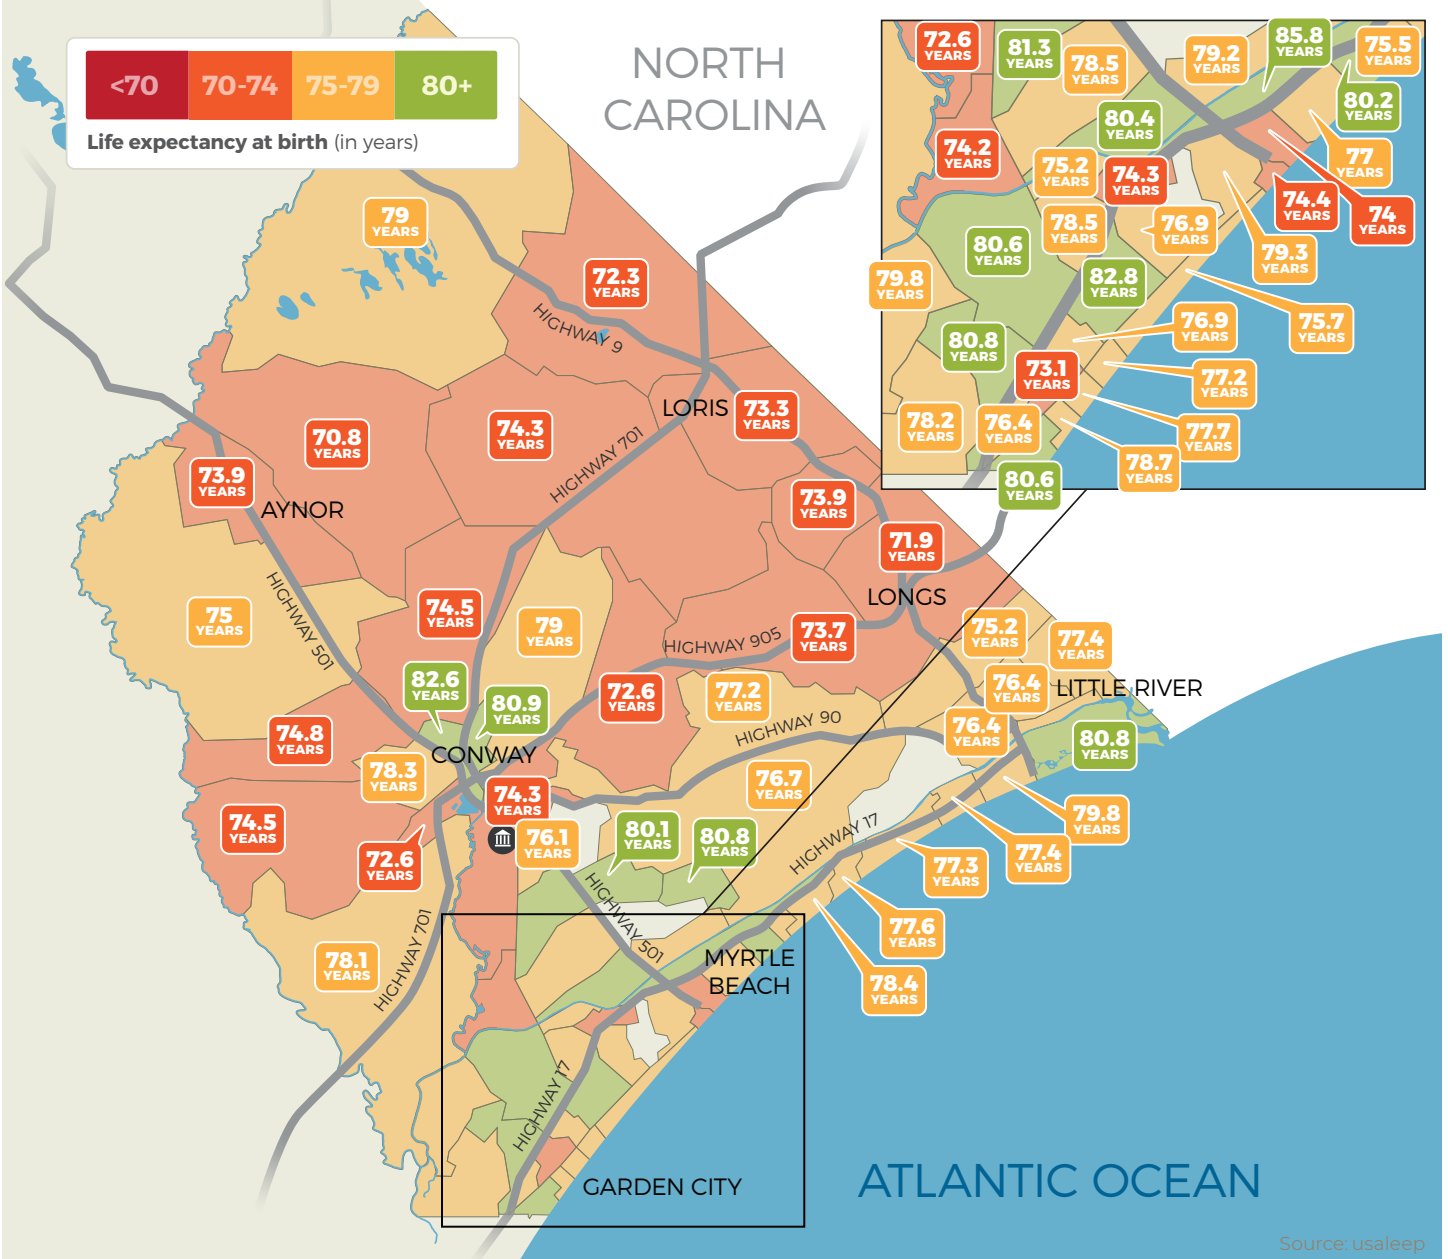 NORTH
CAROLINA
<70
70-74
75-79
80+
Life expectancy at birth (in years)
79
YEARS
72.3
YEARS
HIGHWAY 9
LORIS
73.3
YEARS
70.8
YEARS
74.3
YEARS
HIGHWAY 701
73.9
YEARS
AYNOR
73.9
YEARS
71.9
YEARS
LONGS
75
YEARS
HIGHWAY 501
74.5
YEARS
79
YEARS
HIGHWAY 905
73.7
YEARS
75.2
YEARS
77.4
YEARS
82.6
YEARS
80.9
YEARS
72.6
YEARS
77.2
YEARS
76.4
YEARS
LITTLE RIVER
74.8
YEARS
CONWAY
HIGHWAY 90
76.4
YEARS
80.8
YEARS
78.3
YEARS
74.3
YEARS
76.7
YEARS
74.5
YEARS
72.6
YEARS
76.1
YEARS
80.1
YEARS
80.8
YEARS
HIGHWAY 17
79.8
YEARS
77.4
YEARS
77.3
YEARS
77.6
YEARS
78.4
YEARS
78.1
YEARS
HIGHWAY 701
HIGHWAY 501
MYRTLE
BEACH
HIGHWAY 17
GARDEN CITY
ATLANTIC OCEAN
72.6
YEARS
81.3
YEARS
78.5
YEARS
79.2
YEARS
85.8
YEARS
75.5
YEARS
80.2
YEARS
80.4
YEARS
74.2
YEARS
75.2
YEARS
74.3
YEARS
77
YEARS
74.4
YEARS
74
YEARS
80.6
YEARS
78.5
YEARS
76.9
YEARS
79.3
YEARS
79.8
YEARS
82.8
YEARS
75.7
YEARS
76.9
YEARS
80.8
YEARS
73.1
YEARS
77.2
YEARS
78.2
YEARS
76.4
YEARS
77.7
YEARS
78.7
YEARS
80.6
YEARS
Source: usaleep